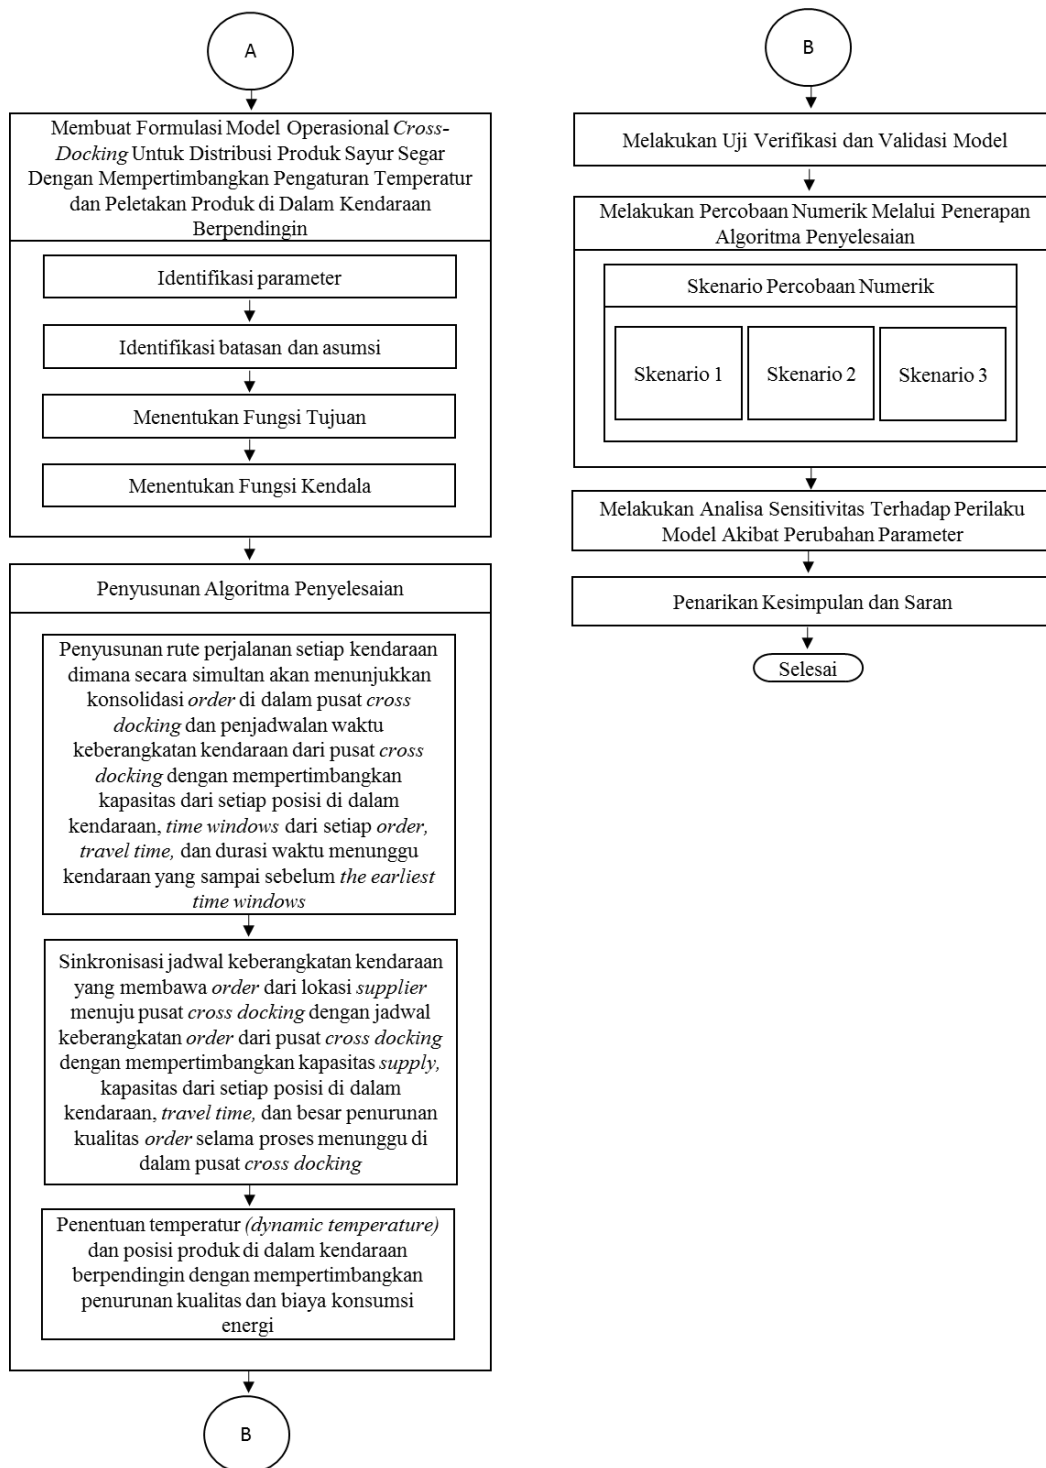 A
Membuat Formulasi Model Operasional Cross-
Docking Untuk Distribusi Produk Sayur Segar
Dengan Mempertimbangkan Pengaturan Temperatur
dan Peletakan Produk di Dalam Kendaraan
Berpendingin
Identifikasi parameter
Identifikasi batasan dan asumsi
Menentukan Fungsi Tujuan
Menentukan Fungsi Kendala
Penyusunan Algoritma Penyelesaian
Penyusunan rute perjalanan setiap kendaraan
dimana secara simultan akan menunjukkan
konsolidasi order di dalam pusat cross
docking dan penjadwalan waktu
keberangkatan kendaraan dari pusat cross
docking dengan mempertimbangkan
kapasitas dari setiap posisi di dalam
kendaraan, time windows dari setiap order,
travel time, dan durasi waktu menunggu
kendaraan yang sampai sebelum the earliest
time windows
Sinkronisasi jadwal keberangkatan kendaraan
yang membawa order dari lokasi supplier
menuju pusat cross docking dengan jadwal
keberangkatan order dari pusat cross docking
dengan mempertimbangkan kapasitas supply,
kapasitas dari setiap posisi di dalam
kendaraan, travel time, dan besar penurunan
kualitas order selama proses menunggu di
dalam pusat cross docking
Penentuan temperatur (dynamic temperature)
dan posisi produk di dalam kendaraan
berpendingin dengan mempertimbangkan
penurunan kualitas dan biaya konsumsi
energi
B
B
Melakukan Uji Verifikasi dan Validasi Model
Melakukan Percobaan Numerik Melalui Penerapan
Algoritma Penyelesaian
Skenario Percobaan Numerik
Skenario 1
Skenario 2
Skenario 3
Melakukan Analisa Sensitivitas Terhadap Perilaku
Model Akibat Perubahan Parameter
Penarikan Kesimpulan dan Saran
Selesai